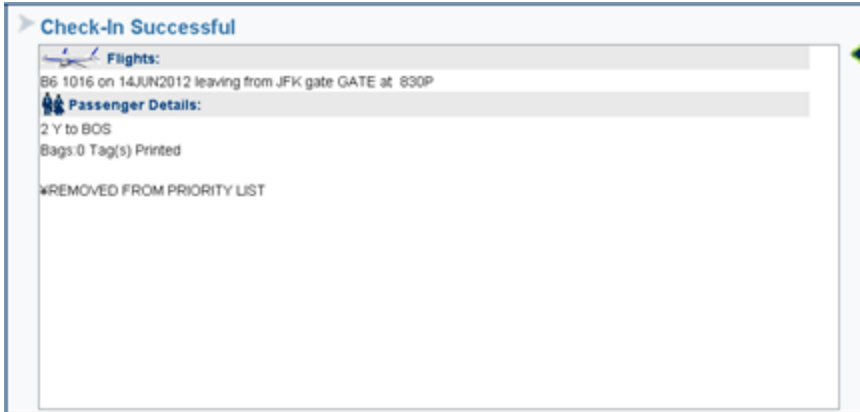 Check-In Successful
Flights:
B6 1016 on 14JUN2012 leaving from JFK gate GATE at 830P
Passenger Details:
2 Y to BOS
Bags:0 Tag(s) Printed
¥REMOVED FROM PRIORITY LIST